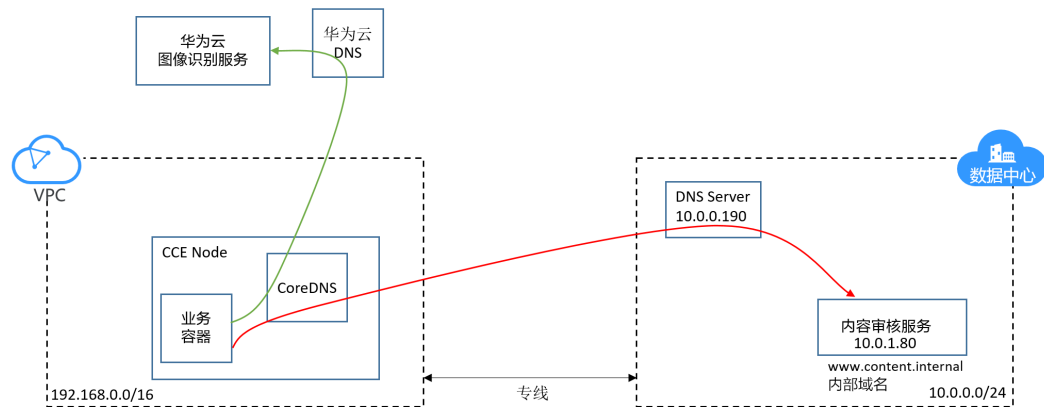 华为云
图像识别服务
华为云
DNS
VPC
数据中心
DNS Server
10.0.0.190
CCE Node
CoreDNS
业务
容器
内容审核服务
10.0.1.80
www.content.internal
内部域名
192.168.0.0/16
专线
10.0.0.0/24